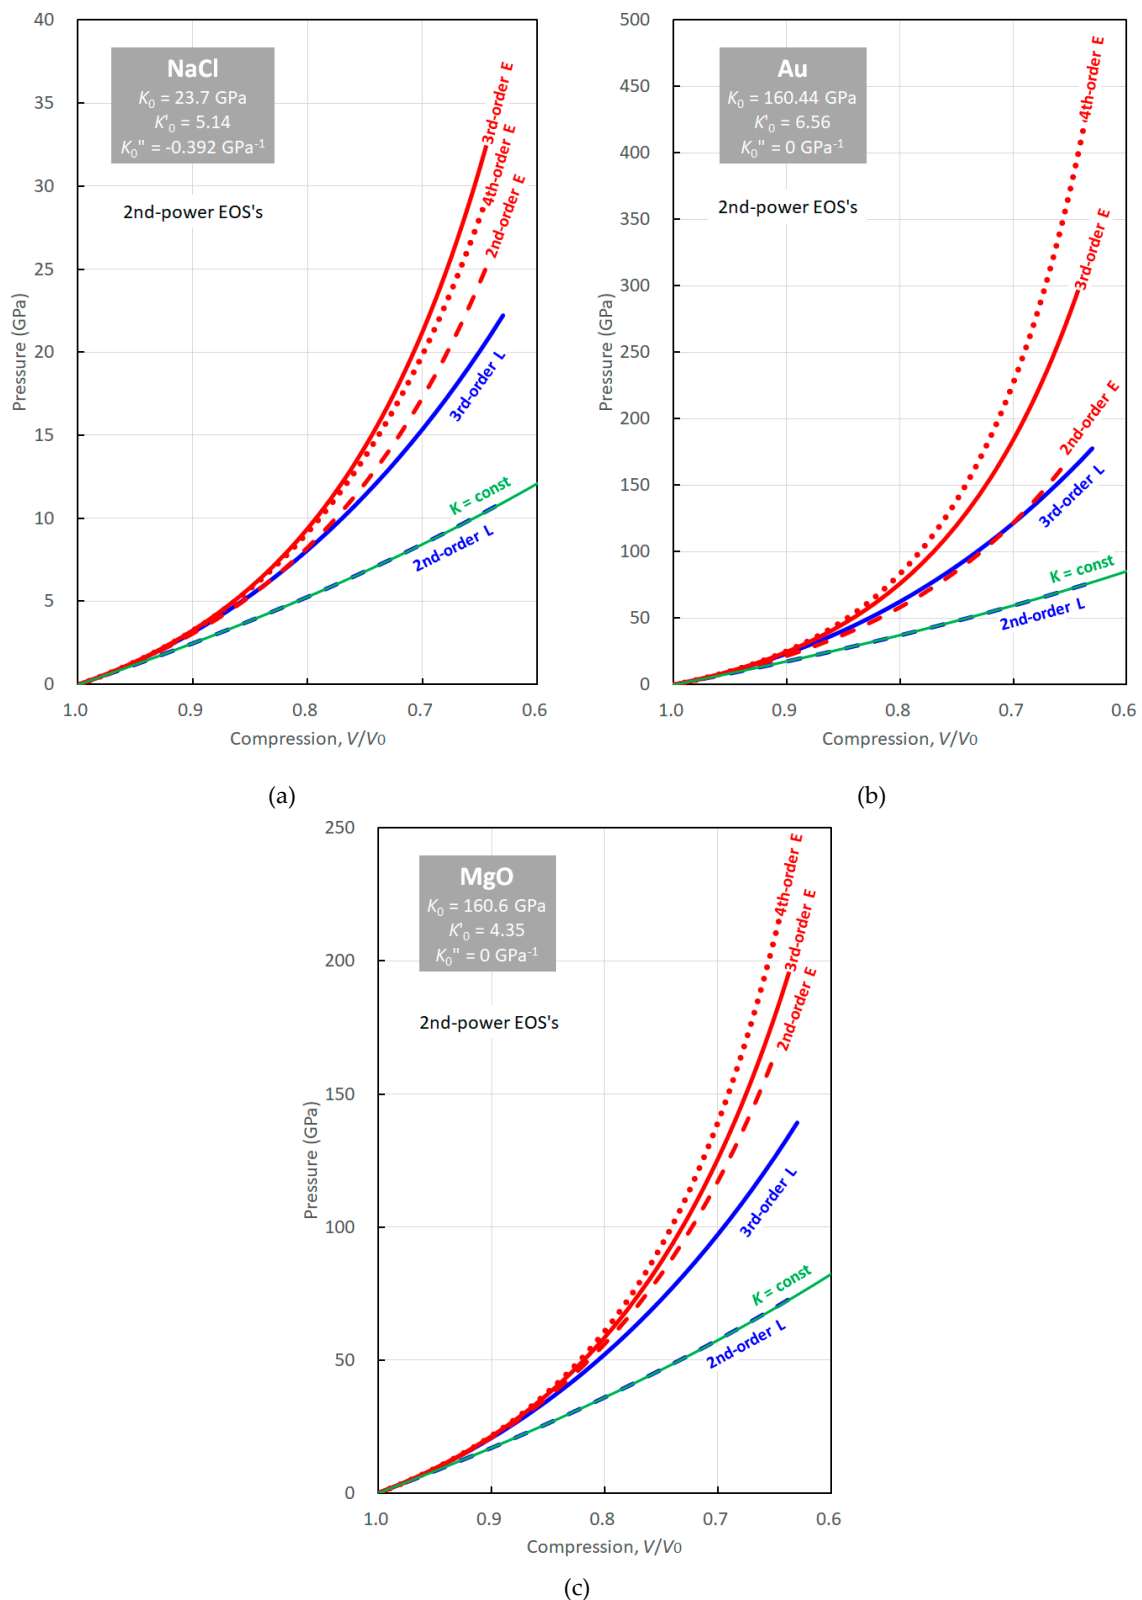 40
35
30
25
20
15
10
5
0
Pressure (GPa)
NaCl
K₀ = 23.7 GPa
K'₀ = 5.14
K₀" = -0.392 GPa⁻¹
2nd-power EOS's
3rd-order E
4th-order E
2nd-order E
3rd-order L
K = const
2nd-order L
1.0 0.9 0.8 0.7 0.6
Compression, V/V0
(a)
500
450
400
350
300
250
200
150
100
50
0
Pressure (GPa)
Au
K₀ = 160.44 GPa
K'₀ = 6.56
K₀" = 0 GPa⁻¹
2nd-power EOS's
4th-order E
3rd-order E
2nd-order E
3rd-order L
K = const
2nd-order L
1.0 0.9 0.8 0.7 0.6
Compression, V/V0
(b)
250
200
150
100
50
0
Pressure (GPa)
MgO
K₀ = 160.6 GPa
K'₀ = 4.35
K₀" = 0 GPa⁻¹
2nd-power EOS's
4th-order E
3rd-order E
2nd-order E
3rd-order L
K = const
2nd-order L
1.0 0.9 0.8 0.7 0.6
Compression, V/V0
(c)